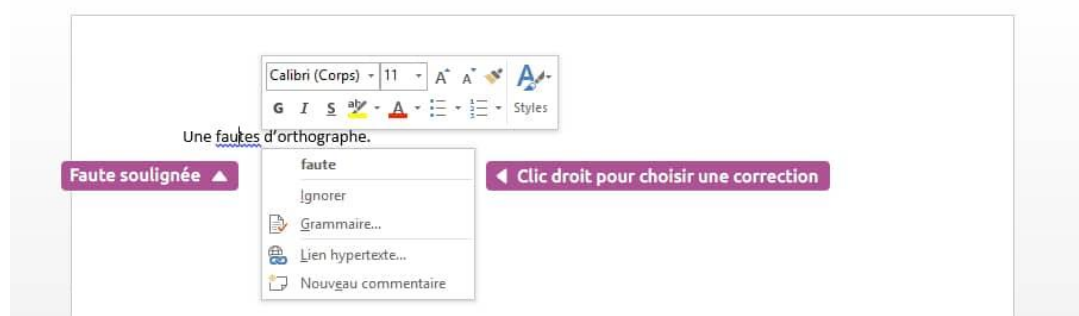 Calibri (Corps) 11 A A A
G I S aby A Styles
Une fautes d'orthographe.
Faute soulignée
faute
Clic droit pour choisir une correction
Ignorer
Grammaire...
Lien hypertexte...
Nouveau commentaire